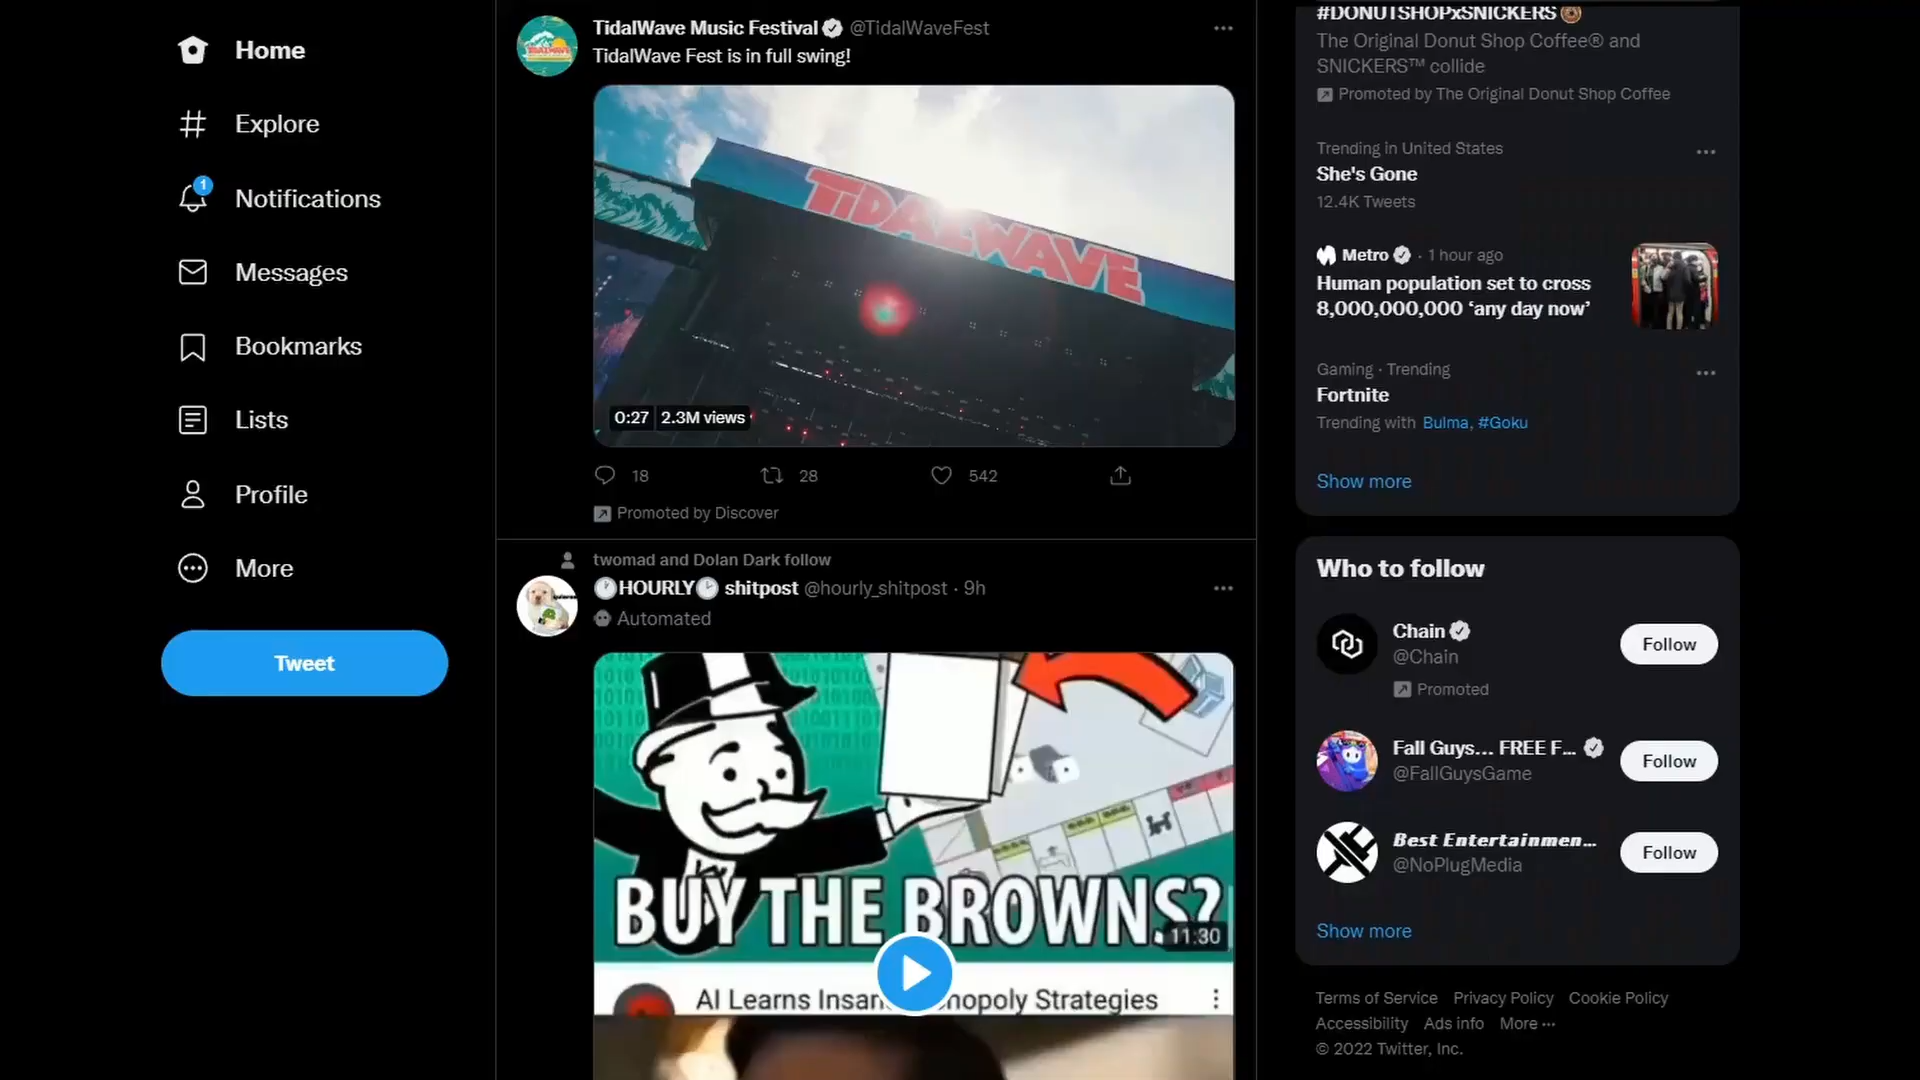 Home
Explore
1
Notifications
Messages
Bookmarks
Lists
Profile
More
Tweet
TidalWave Music Festival @TidalWaveFest
TidalWave Fest is in full swing!
TIDALWAVE
0:27 2.3M views
18 28 542
Promoted by Discover
twomad and Dolan Dark follow
HOURLY shitpost @hourly_shitpost · 9h
Automated
BUY THE BROWNS?
11:30
AI Learns Insan nopoly Strategies
#DONUTSHOPxSNICKERS
The Original Donut Shop Coffee® and
SNICKERS™ collide
Promoted by The Original Donut Shop Coffee
Trending in United States
She's Gone
12.4K Tweets
Metro · 1 hour ago
Human population set to cross
8,000,000,000 ‘any day now’
Gaming · Trending
Fortnite
Trending with Bulma, #Goku
Show more
Who to follow
Chain
@Chain
Follow
Promoted
Fall Guys... FREE F...
@FallGuysGame
Follow
Best Entertainmen...
@NoPlugMedia
Follow
Show more
Terms of Service Privacy Policy Cookie Policy
Accessibility Ads info More ···
© 2022 Twitter, Inc.